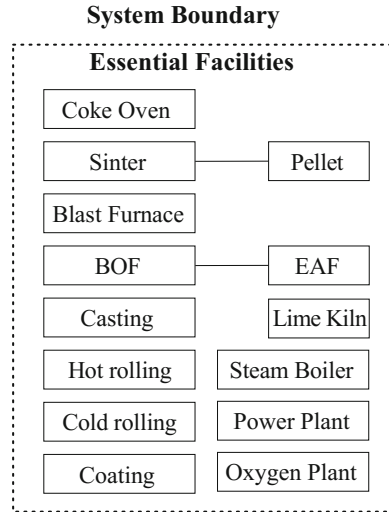 System Boundary
Essential Facilities
Coke Oven
Sinter
Pellet
Blast Furnace
BOF
EAF
Casting
Lime Kiln
Hot rolling
Steam Boiler
Cold rolling
Power Plant
Coating
Oxygen Plant